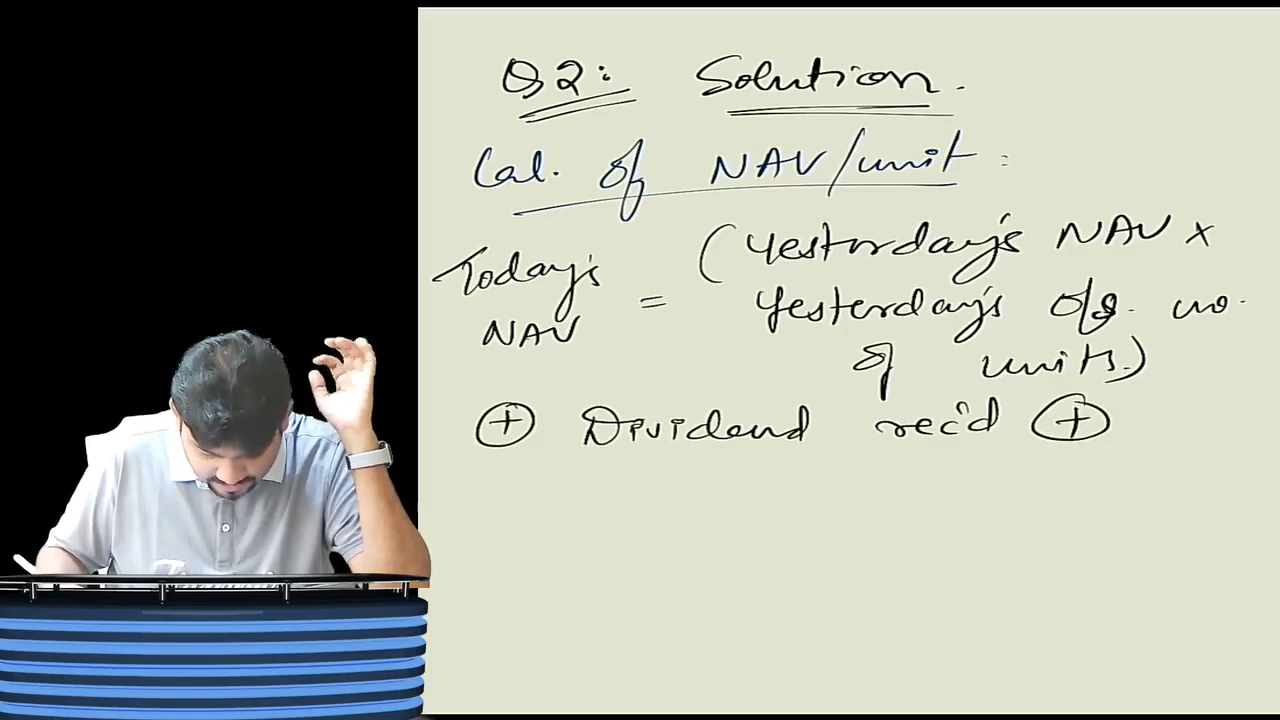 Q2: Solution.
Cal. of NAV/unit:
Today's NAV = (Yesterday's NAV x
Yesterday's o/s. no.
of units.)
⊕ Dividend rec'd ⊕